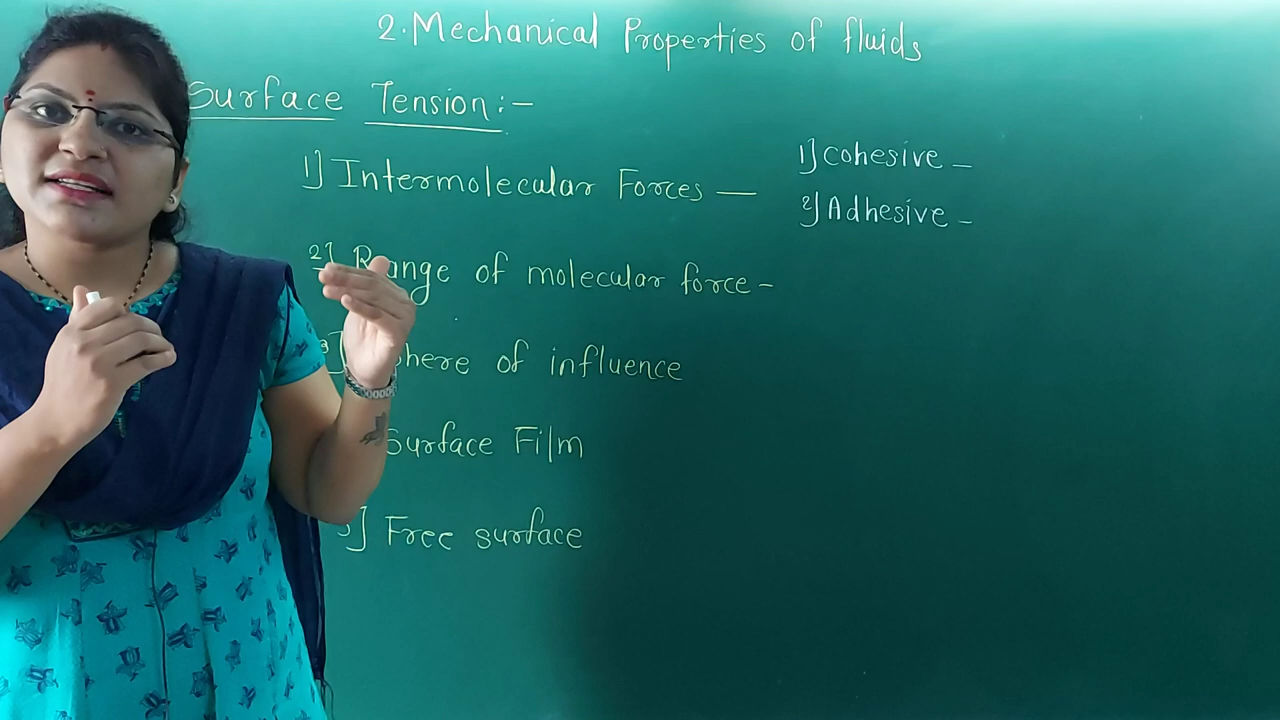 2. Mechanical Properties of fluids
Surface Tension:-
1] Intermolecular Forces —
1] Cohesive -
2] Adhesive -
2] Range of molecular force -
of influence
Surface Film
Free surface